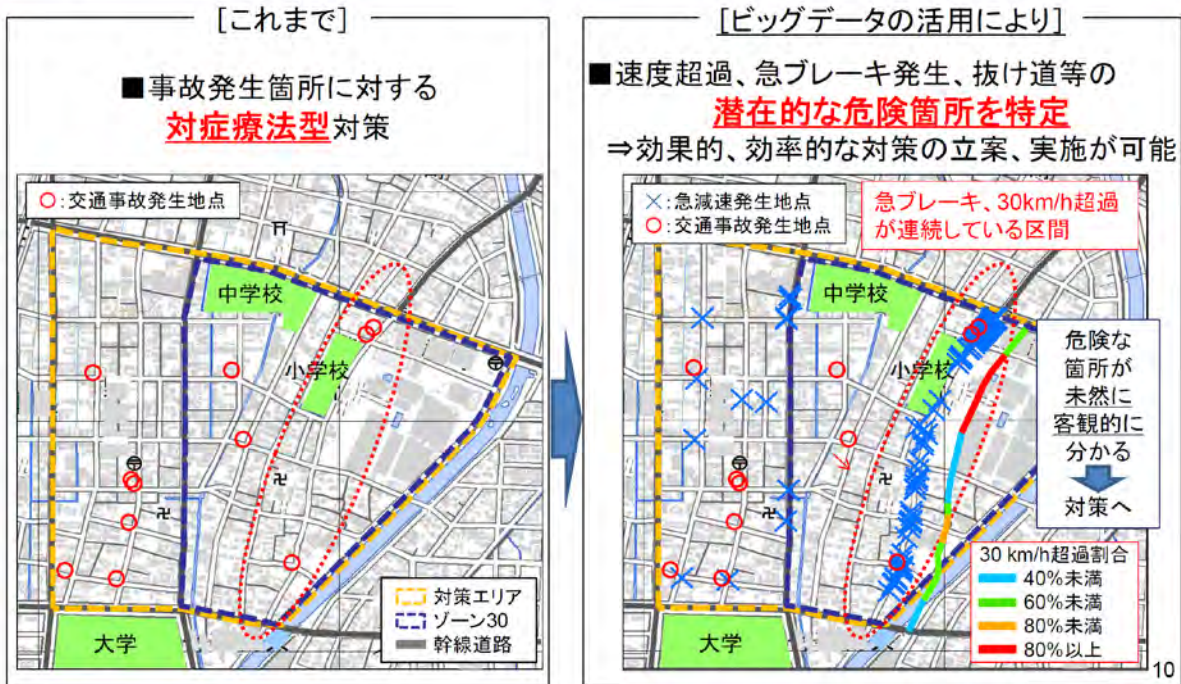 [これまで]
■事故発生箇所に対する
対症療法型対策
○:交通事故発生地点
中学校
小学校
大学
対策エリア
ゾーン30
幹線道路
[ビッグデータの活用により]
■速度超過、急ブレーキ発生、抜け道等の
潜在的な危険箇所を特定
⇒効果的、効率的な対策の立案、実施が可能
×:急減速発生地点
○:交通事故発生地点
急ブレーキ、30km/h超過
が連続している区間
中学校
小学校
大学
危険な
箇所が
未然に
客観的に
分かる
対策へ
30 km/h超過割合
40%未満
60%未満
80%未満
80%以上
10